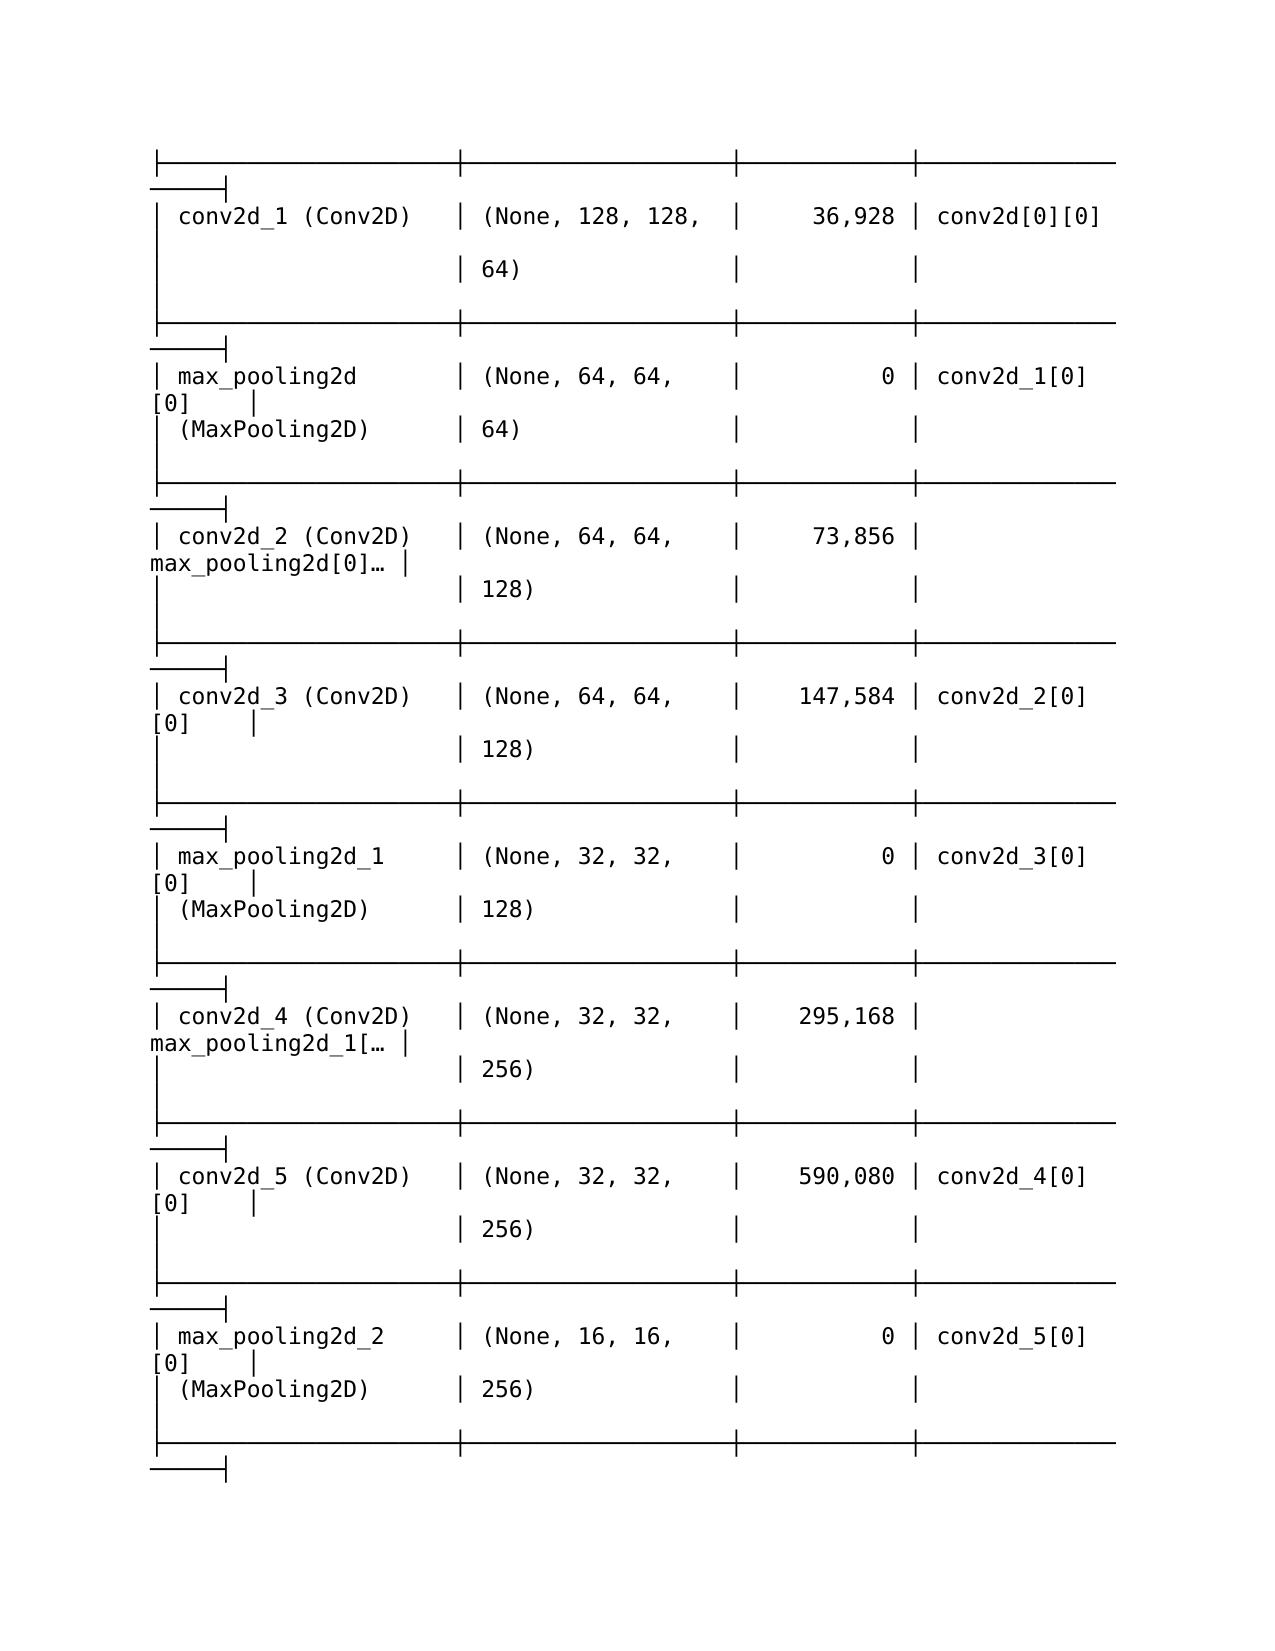 ├─────────────────────┼───────────────────┼────────────┼──────────────
─────┤
│ conv2d_1 (Conv2D)   │ (None, 128, 128,  │     36,928 │ conv2d[0][0]
│
│                     │ 64)               │            │
│
├─────────────────────┼───────────────────┼────────────┼──────────────
─────┤
│ max_pooling2d       │ (None, 64, 64,    │          0 │ conv2d_1[0]
[0]    │
│ (MaxPooling2D)      │ 64)               │            │
│
├─────────────────────┼───────────────────┼────────────┼──────────────
─────┤
│ conv2d_2 (Conv2D)   │ (None, 64, 64,    │     73,856 │
max_pooling2d[0]… │
│                     │ 128)              │            │
│
├─────────────────────┼───────────────────┼────────────┼──────────────
─────┤
│ conv2d_3 (Conv2D)   │ (None, 64, 64,    │    147,584 │ conv2d_2[0]
[0]    │
│                     │ 128)              │            │
│
├─────────────────────┼───────────────────┼────────────┼──────────────
─────┤
│ max_pooling2d_1     │ (None, 32, 32,    │          0 │ conv2d_3[0]
[0]    │
│ (MaxPooling2D)      │ 128)              │            │
│
├─────────────────────┼───────────────────┼────────────┼──────────────
─────┤
│ conv2d_4 (Conv2D)   │ (None, 32, 32,    │    295,168 │
max_pooling2d_1[… │
│                     │ 256)              │            │
│
├─────────────────────┼───────────────────┼────────────┼──────────────
─────┤
│ conv2d_5 (Conv2D)   │ (None, 32, 32,    │    590,080 │ conv2d_4[0]
[0]    │
│                     │ 256)              │            │
│
├─────────────────────┼───────────────────┼────────────┼──────────────
─────┤
│ max_pooling2d_2     │ (None, 16, 16,    │          0 │ conv2d_5[0]
[0]    │
│ (MaxPooling2D)      │ 256)              │            │
│
├─────────────────────┼───────────────────┼────────────┼──────────────
─────┤